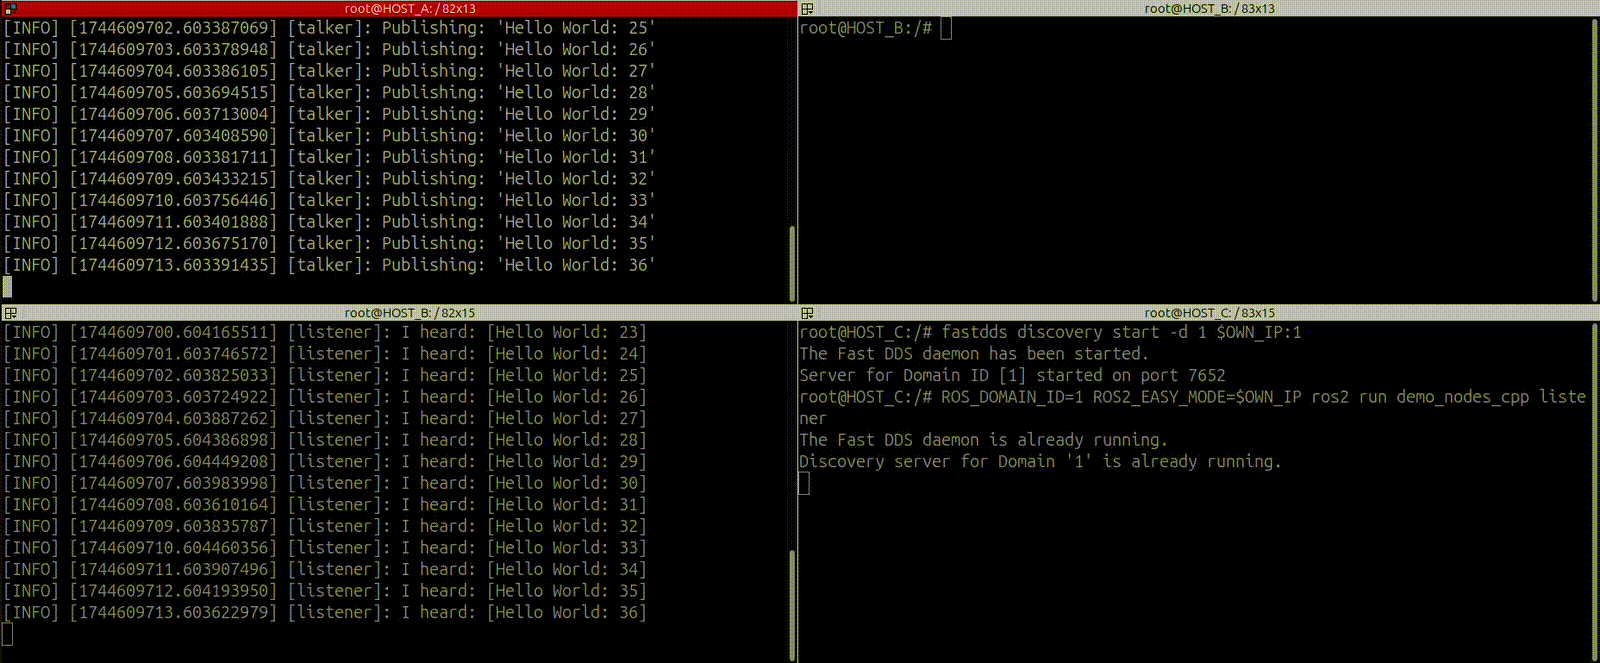 root@HOST_A: / 82x13
[INFO] [1744609702.603387069] [talker]: Publishing: 'Hello World: 25'
[INFO] [1744609703.603378948] [talker]: Publishing: 'Hello World: 26'
[INFO] [1744609704.603386105] [talker]: Publishing: 'Hello World: 27'
[INFO] [1744609705.603694515] [talker]: Publishing: 'Hello World: 28'
[INFO] [1744609706.603713004] [talker]: Publishing: 'Hello World: 29'
[INFO] [1744609707.603408590] [talker]: Publishing: 'Hello World: 30'
[INFO] [1744609708.603381711] [talker]: Publishing: 'Hello World: 31'
[INFO] [1744609709.603433215] [talker]: Publishing: 'Hello World: 32'
[INFO] [1744609710.603756446] [talker]: Publishing: 'Hello World: 33'
[INFO] [1744609711.603401888] [talker]: Publishing: 'Hello World: 34'
[INFO] [1744609712.603675170] [talker]: Publishing: 'Hello World: 35'
[INFO] [1744609713.603391435] [talker]: Publishing: 'Hello World: 36'
root@HOST_B: / 83x13
root@HOST_B:/#
root@HOST_B: / 82x15
[INFO] [1744609700.604165511] [listener]: I heard: [Hello World: 23]
[INFO] [1744609701.603746572] [listener]: I heard: [Hello World: 24]
[INFO] [1744609702.603825033] [listener]: I heard: [Hello World: 25]
[INFO] [1744609703.603724922] [listener]: I heard: [Hello World: 26]
[INFO] [1744609704.603887262] [listener]: I heard: [Hello World: 27]
[INFO] [1744609705.604386898] [listener]: I heard: [Hello World: 28]
[INFO] [1744609706.604449208] [listener]: I heard: [Hello World: 29]
[INFO] [1744609707.603983998] [listener]: I heard: [Hello World: 30]
[INFO] [1744609708.603610164] [listener]: I heard: [Hello World: 31]
[INFO] [1744609709.603835787] [listener]: I heard: [Hello World: 32]
[INFO] [1744609710.604460356] [listener]: I heard: [Hello World: 33]
[INFO] [1744609711.603907496] [listener]: I heard: [Hello World: 34]
[INFO] [1744609712.604193950] [listener]: I heard: [Hello World: 35]
[INFO] [1744609713.603622979] [listener]: I heard: [Hello World: 36]
root@HOST_C: / 83x15
root@HOST_C:/# fastdds discovery start -d 1 $OWN_IP:1
The Fast DDS daemon has been started.
Server for Domain ID [1] started on port 7652
root@HOST_C:/# ROS_DOMAIN_ID=1 ROS2_EASY_MODE=$OWN_IP ros2 run demo_nodes_cpp liste
ner
The Fast DDS daemon is already running.
Discovery server for Domain '1' is already running.